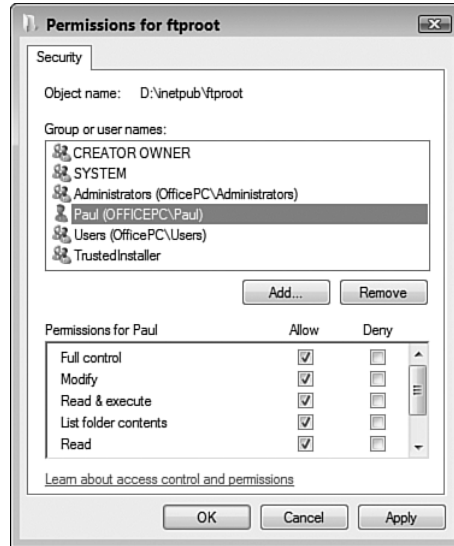 Permissions for ftproot
Security
Object name: D:\inetpub\ftproot
Group or user names:
CREATOR OWNER
SYSTEM
Administrators (OfficePC\Administrators)
Paul (OFFICEPC\Paul)
Users (OfficePC\Users)
TrustedInstaller
Add... Remove
Permissions for Paul Allow Deny
Full control
Modify
Read & execute
List folder contents
Read
Learn about access control and permissions
OK Cancel Apply